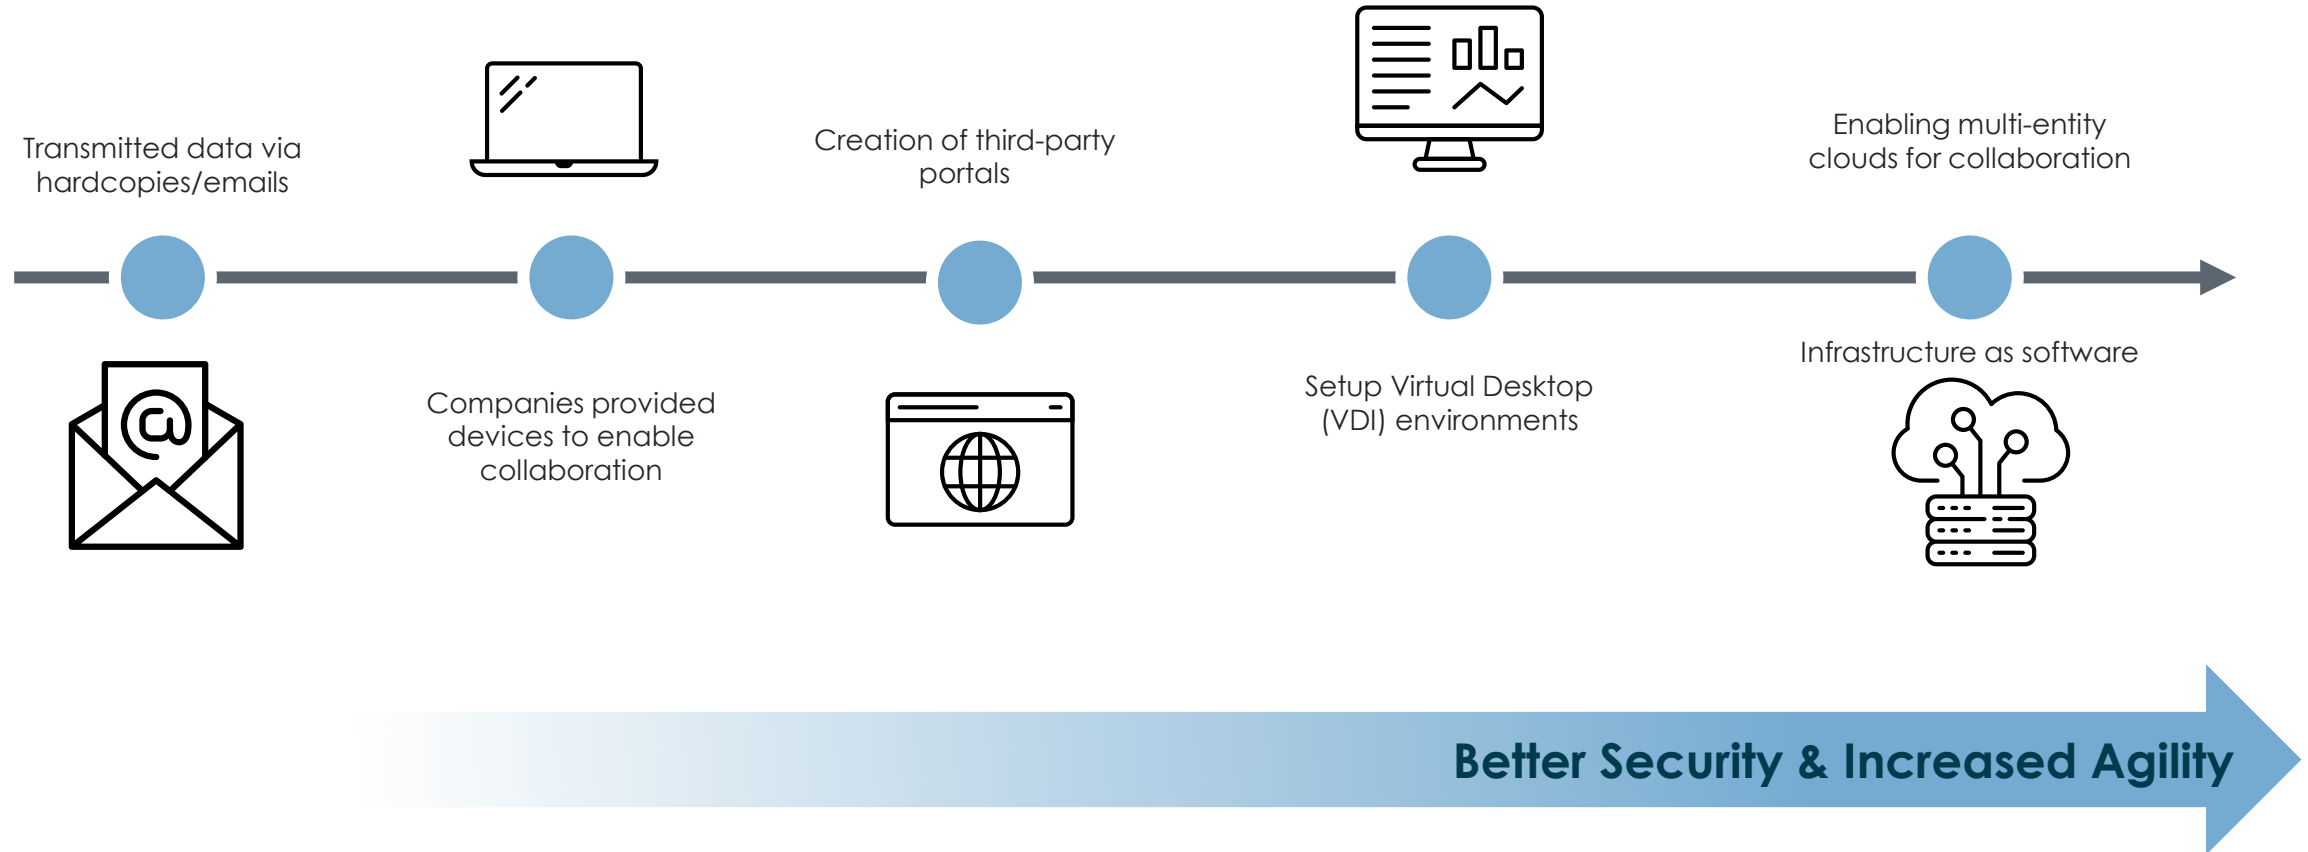 Transmitted data via
hardcopies/emails
Companies provided
devices to enable
collaboration
Creation of third-party
portals
Setup Virtual Desktop
(VDI) environments
Enabling multi-entity
clouds for collaboration
Infrastructure as software
Better Security & Increased Agility